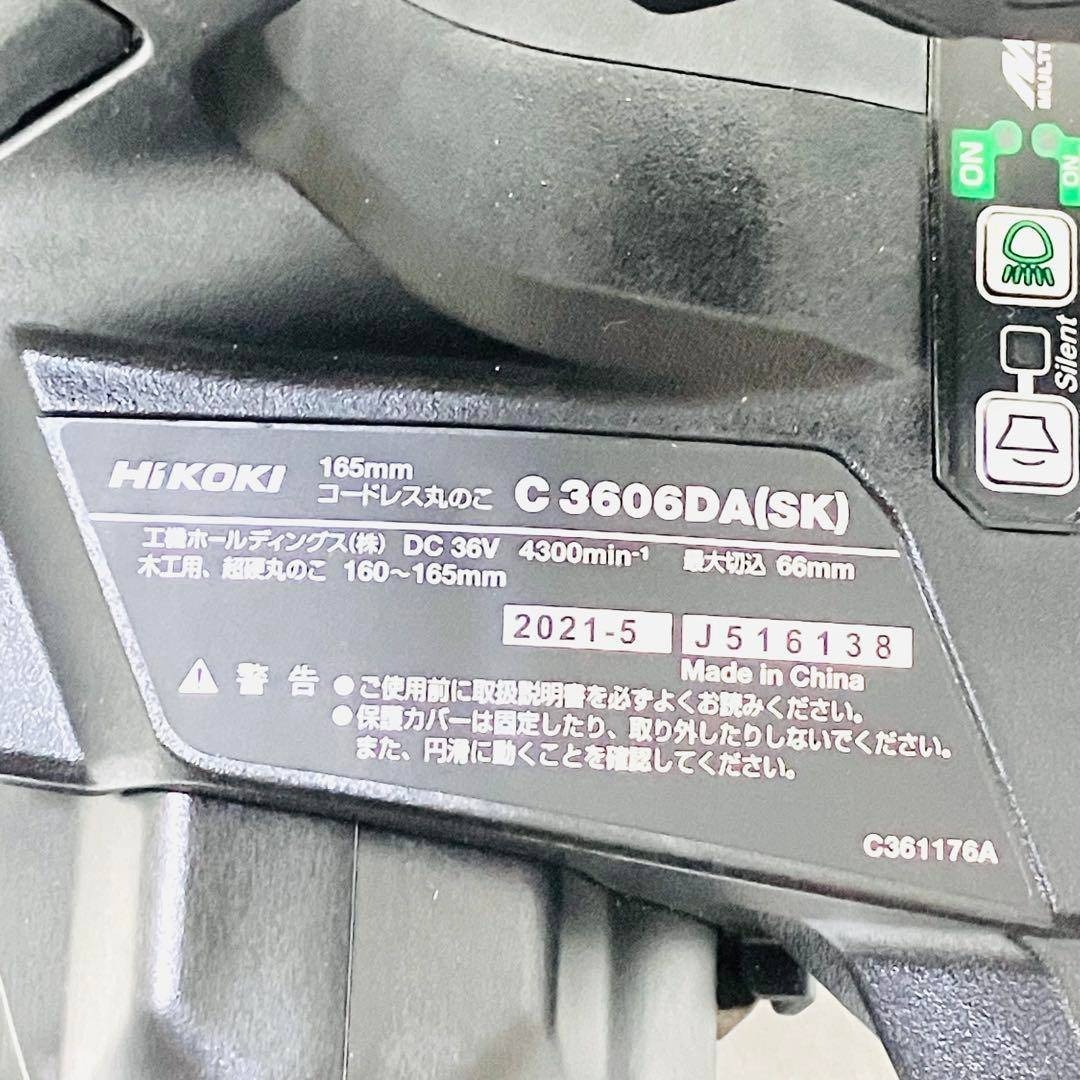 MULTI
ON
ON
Silent
HiKOKI 165mm コードレス丸のこ C 3606DA(SK)
工機ホールディングス(株) DC 36V 4300min-1 最大切込 66mm
木工用、超硬丸のこ 160～165mm
2021-5 J516138
Made in China
警告 ●ご使用前に取扱説明書を必ずよくお読みください。
●保護カバーは固定したり、取り外したりしないでください。
また、円滑に動くことを確認してください。
C361176A